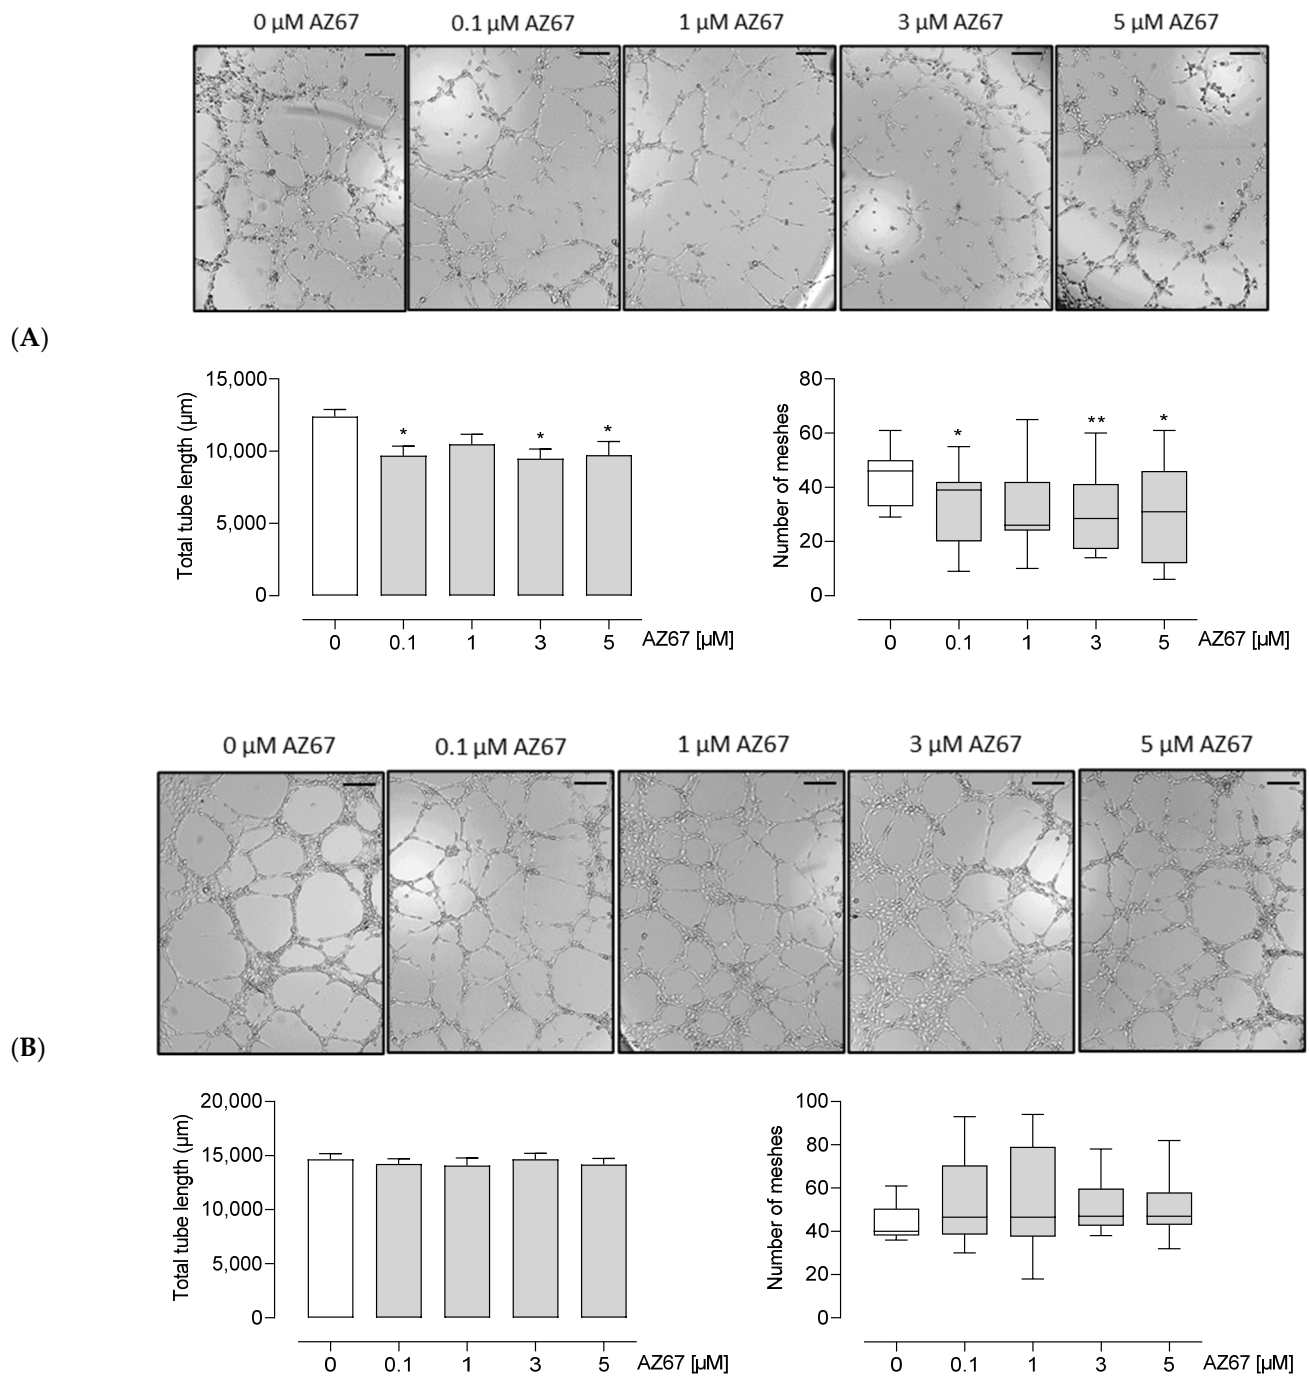 0 µM AZ67 0.1 µM AZ67 1 µM AZ67 3 µM AZ67 5 µM AZ67
(A)
Total tube length (µm)
15,000
10,000
5,000
0
* * *
0 0.1 1 3 5 AZ67 [µM]
Number of meshes
80
60
40
20
0
* ** *
0 0.1 1 3 5 AZ67 [µM]
0 µM AZ67 0.1 µM AZ67 1 µM AZ67 3 µM AZ67 5 µM AZ67
(B)
Total tube length (µm)
20,000
15,000
10,000
5,000
0
0 0.1 1 3 5 AZ67 [µM]
Number of meshes
100
80
60
40
20
0
0 0.1 1 3 5 AZ67 [µM]